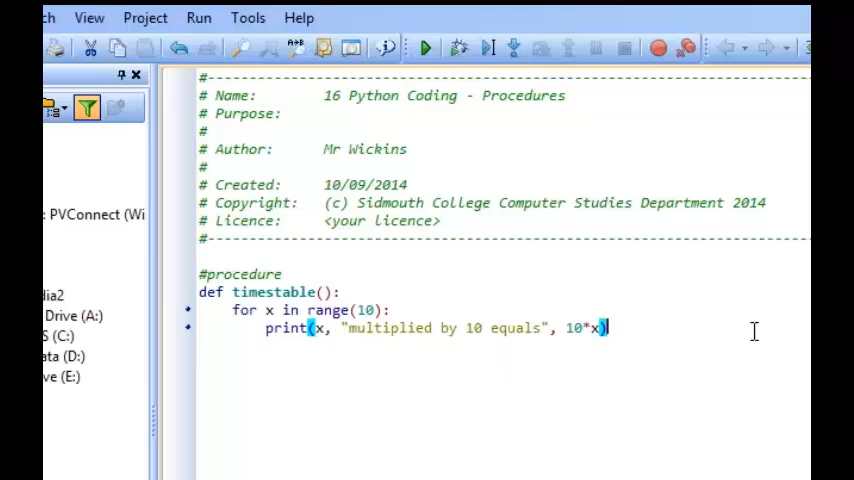 ch View Project Run Tools Help
#-----------------------------------------------------------------------
# Name: 16 Python Coding - Procedures
# Purpose:
#
# Author: Mr Wickins
#
# Created: 10/09/2014
# Copyright: (c) Sidmouth College Computer Studies Department 2014
# Licence: <your licence>
#-----------------------------------------------------------------------
: PVConnect (Wi
dia2
Drive (A:)
S (C:)
ata (D:)
ve (E:)
#procedure
def timestable():
for x in range(10):
print(x, "multiplied by 10 equals", 10*x)